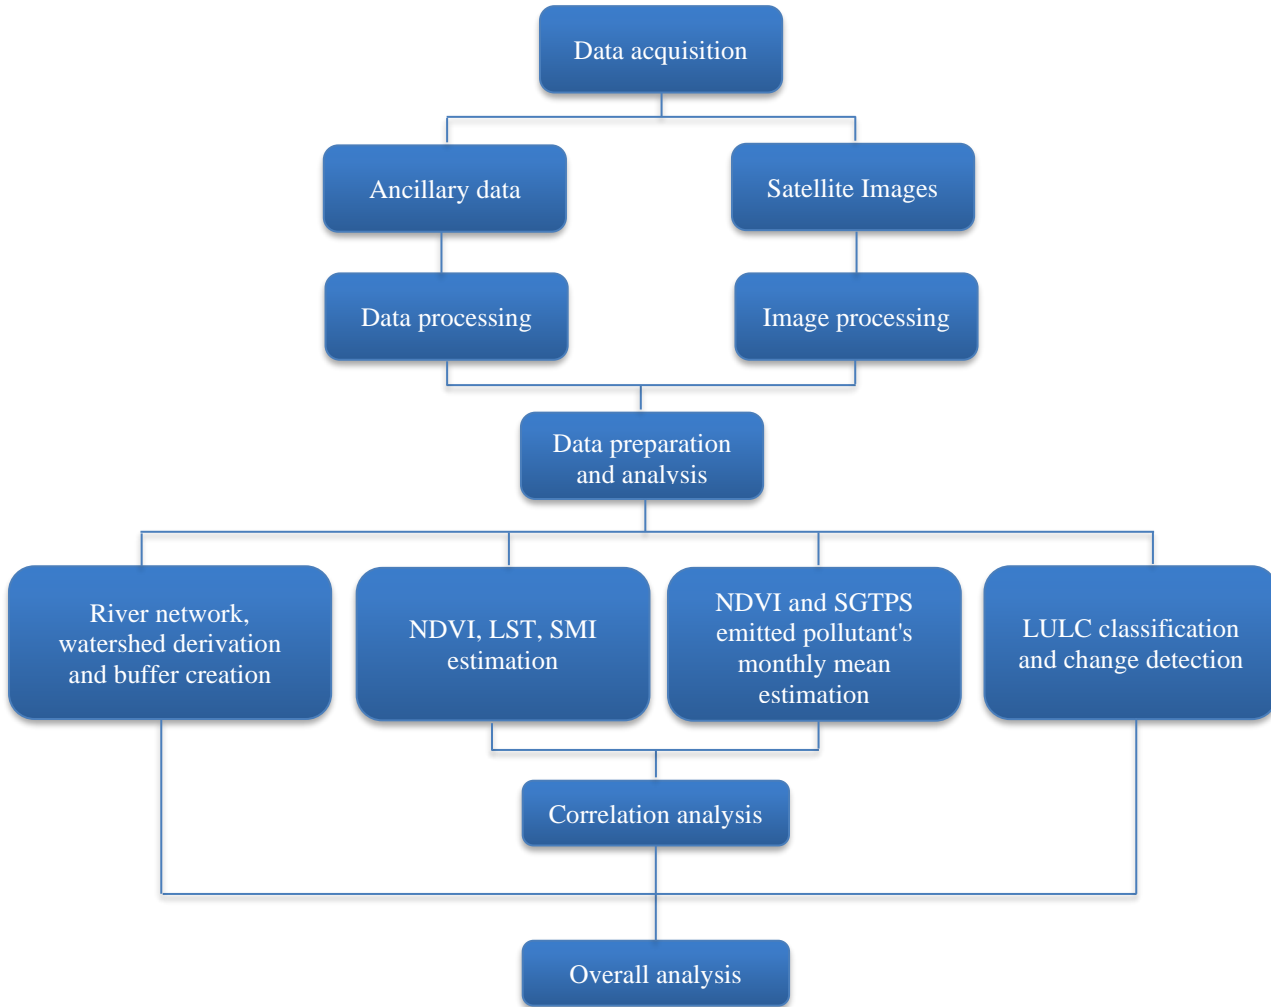 Data acquisition
Ancillary data
Satellite Images
Data processing
Image processing
Data preparation
and analysis
River network,
watershed derivation
and buffer creation
NDVI, LST, SMI
estimation
NDVI and SGTPS
emitted pollutant's
monthly mean
estimation
LULC classification
and change detection
Correlation analysis
Overall analysis